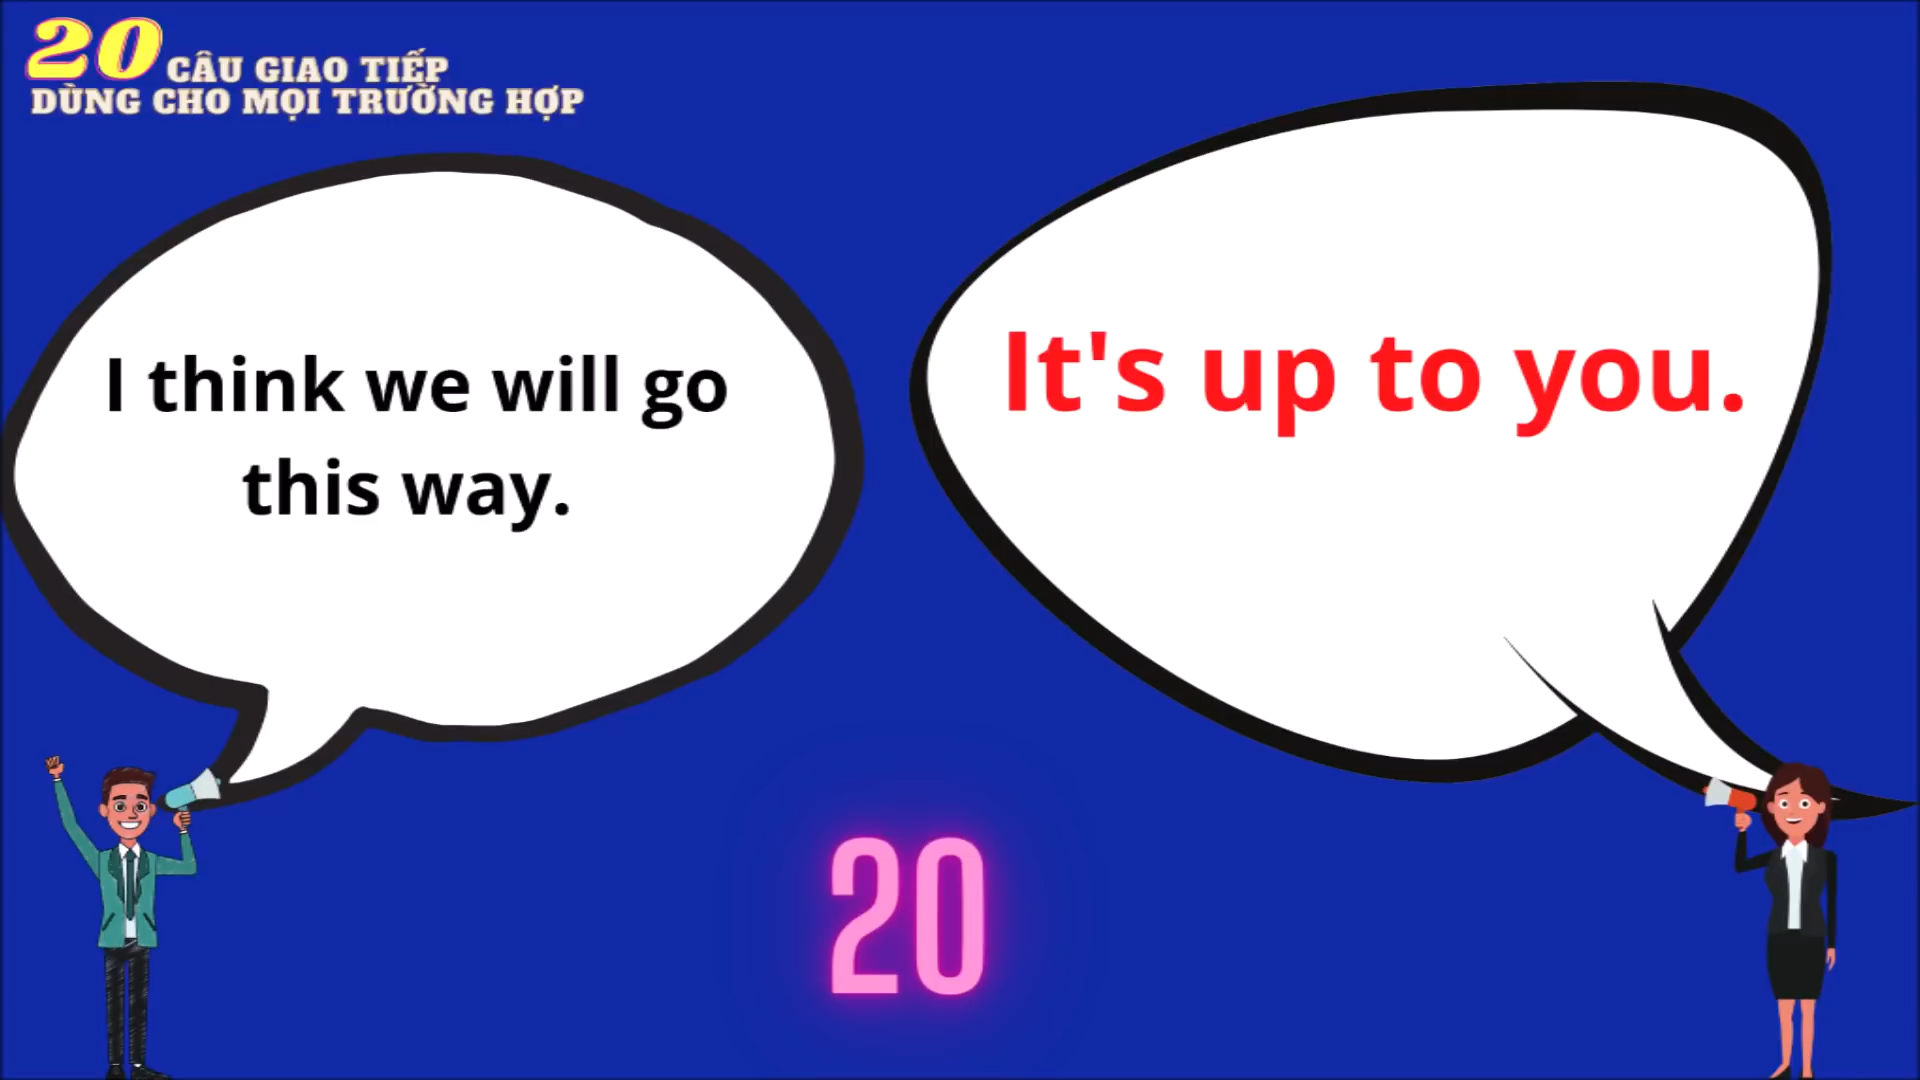 20 CÂU GIAO TIẾP
DÙNG CHO MỌI TRƯỜNG HỢP
I think we will go
this way.
It's up to you.
20